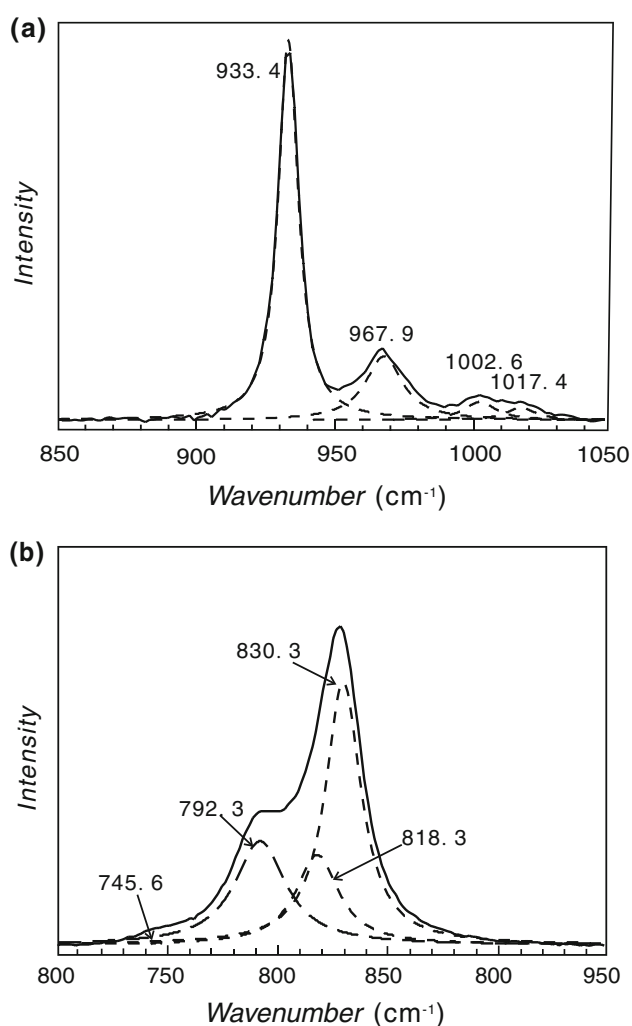 (a)
933. 4
967. 9
1002. 6
1017. 4
Intensity
850 900 950 1000 1050
Wavenumber (cm-1)
(b)
830. 3
792. 3
818. 3
745. 6
Intensity
800 750 800 850 800 950
Wavenumber (cm-1)